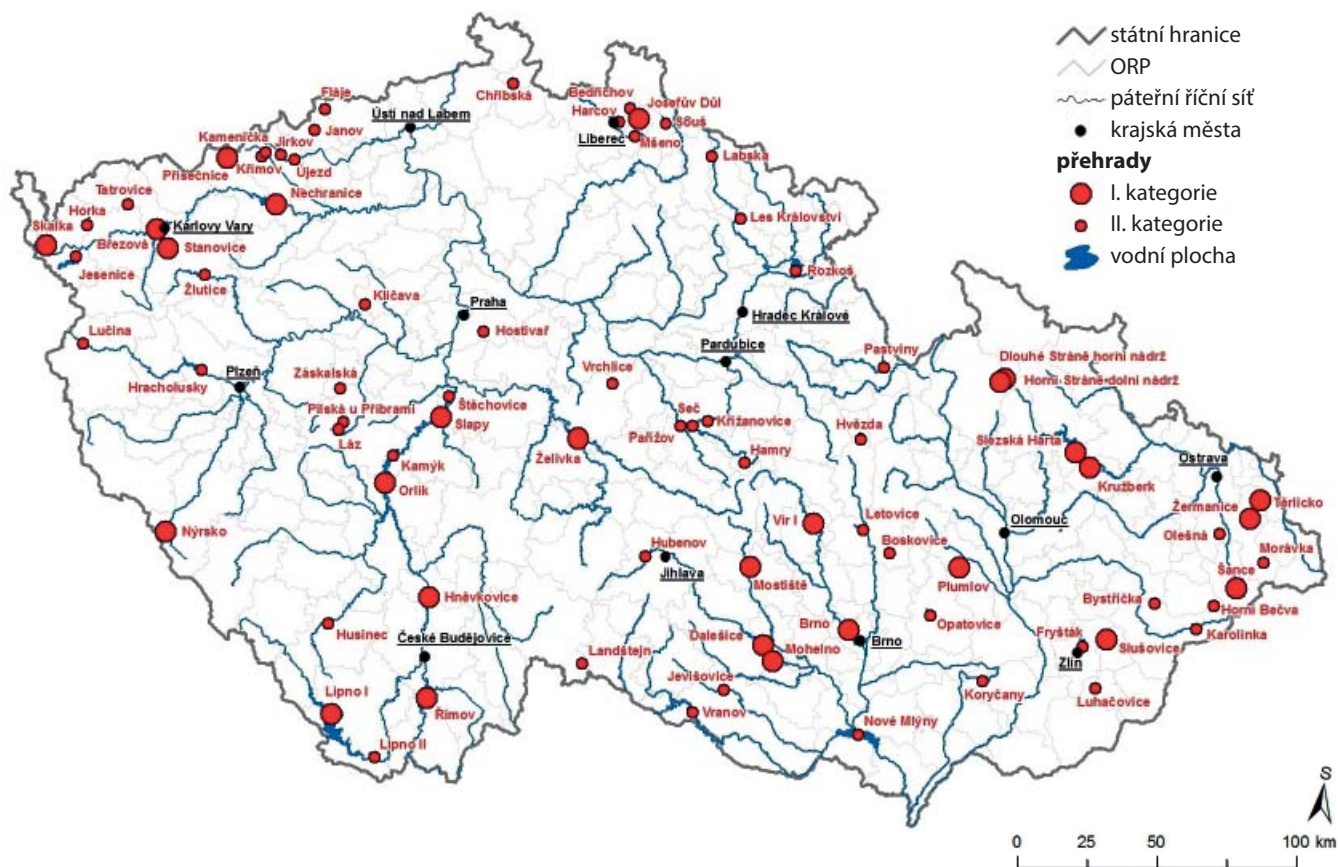 státní hranice
ORP
páteřní říční síť
krajská města
přehrady
I. kategorie
II. kategorie
vodní plocha
Fláje
Chřibská
Bedřichov
Josefův Důl
Harcov
Souš
Ústí nad Labem
Janov
Liberec
Mšeno
Kamenička
Jirkov
Labská
Přísečnice
Křimov
Újezd
Tatrovice
Nechranice
Horka
Skalka
Karlovy Vary
Les Království
Březová
Stanovice
Jesenice
Žlutice
Rozkoš
Klíčava
Praha
Hradec Králové
Lučina
Hostivař
Pardubice
Pastviny
Dlouhé Stráně horní nádrž
Hracholusky
Plzeň
Záskalská
Vrchlice
Horní Stráně dolní nádrž
Pilská u Příbrami
Štěchovice
Seč
Křižanovice
Láz
Slapy
Pařížov
Hvězda
Slezská Harta
Kamýk
Želivka
Hamry
Ostrava
Orlík
Kružberk
Těrlicko
Nýrsko
Vír I
Letovice
Olomouc
Žermanice
Olešná
Hubenov
Boskovice
Morávka
Jihlava
Mostiště
Plumlov
Šance
Hněvkovice
Bystřička
Horní Bečva
Husinec
Brno
Opatovice
České Budějovice
Dalešice
Brno
Fryšták
Karolinka
Landštejn
Mohelno
Zlín
Slušovice
Lipno I
Římov
Jevišovice
Koryčany
Luhačovice
Vranov
Nové Mlýny
Lipno II
S
0 25 50 100 km